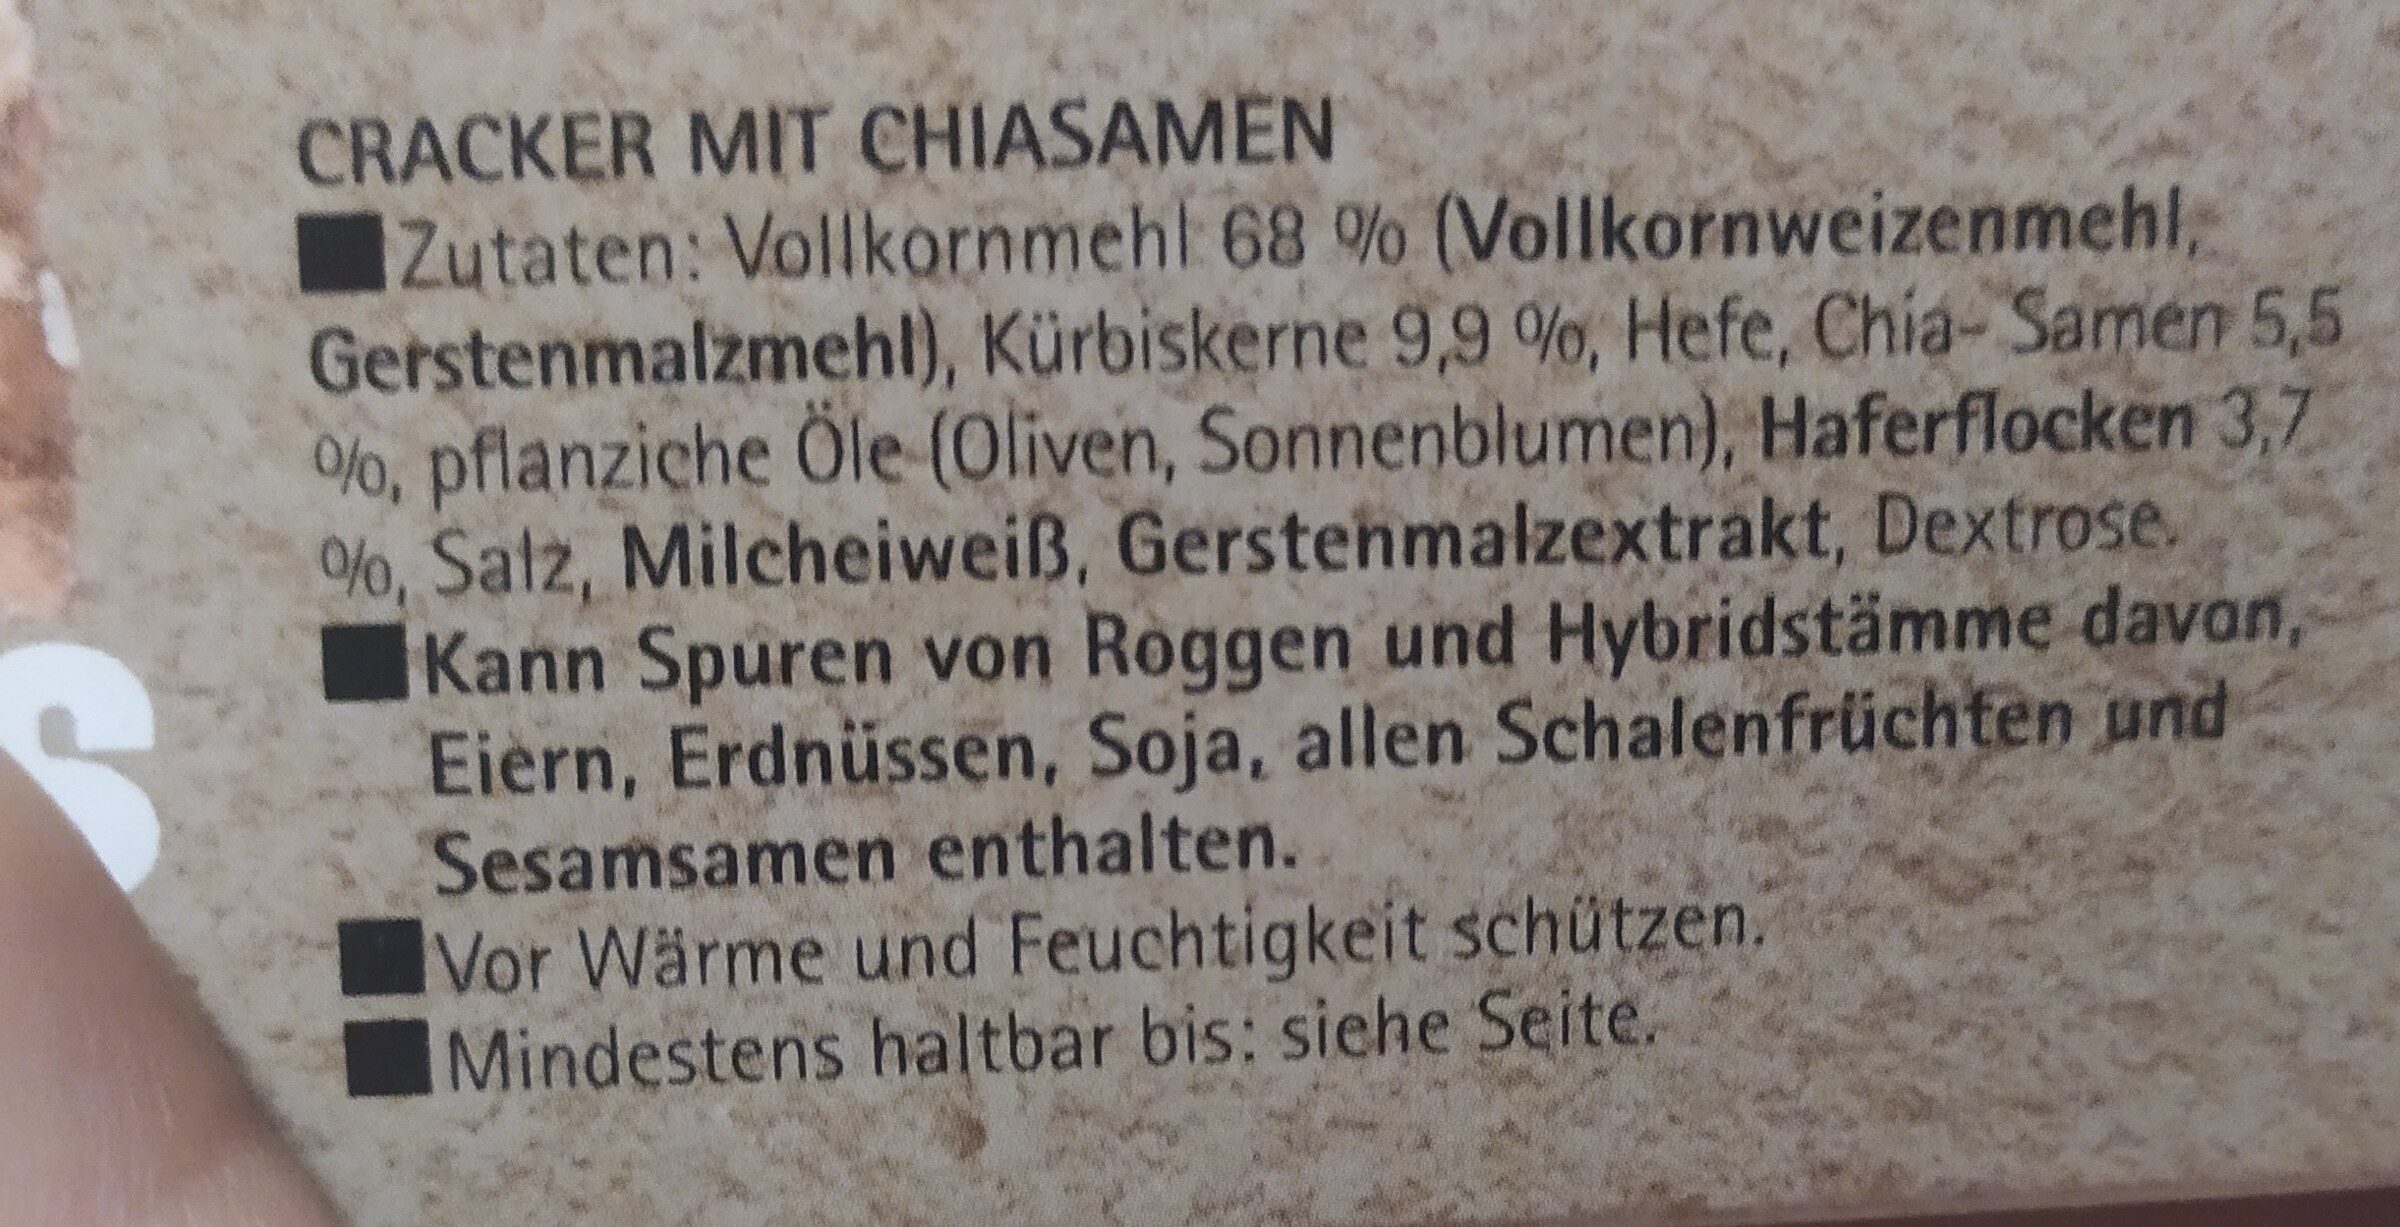 CRACKER MIT CHIASAMEN
Zutaten: Vollkornmehl 68 % (Vollkornweizenmehl,
Gerstenmalzmehl), Kürbiskerne 9,9 %, Hefe, Chia- Samen 5,5
%, pflanziche Öle (Oliven, Sonnenblumen), Haferflocken 3,7
%, Salz, Milcheiweiß, Gerstenmalzextrakt, Dextrose.
Kann Spuren von Roggen und Hybridstämme davon,
Eiern, Erdnüssen, Soja, allen Schalenfrüchten und
Sesamsamen enthalten.
Vor Wärme und Feuchtigkeit schützen.
Mindestens haltbar bis: siehe Seite.